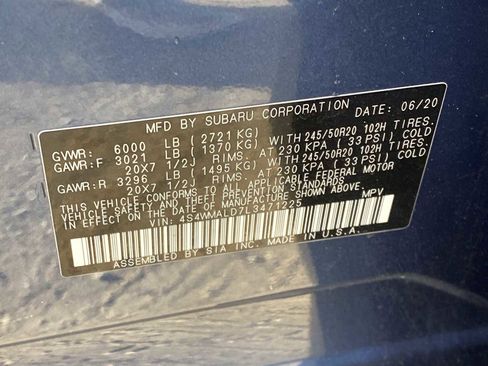 MFD BY SUBARU CORPORATION DATE: 06/20
GVWR: 6000 LB ( 2721 KG)
GAWR:F 3021 LB ( 1370 KG) WITH 245/50R20 102H TIRES.
20X7 1/2J RIMS. AT 230 KPA ( 33 PSI) COLD
GAWR:R 3296 LB ( 1495 KG) WITH 245/50R20 102H TIRES.
20X7 1/2J RIMS. AT 230 KPA ( 33 PSI) COLD
THIS VEHICLE CONFORMS TO ALL APPLICABLE FEDERAL MOTOR
VEHICLE SAFETY AND THEFT PREVENTION STANDARDS
IN EFFECT ON THE DATE OF MANUFACTURE SHOWN ABOVE.
VIN: 4S4WMALD7L3471225 MPV
ASSEMBLED BY SIA INC. MADE IN U.S.A.